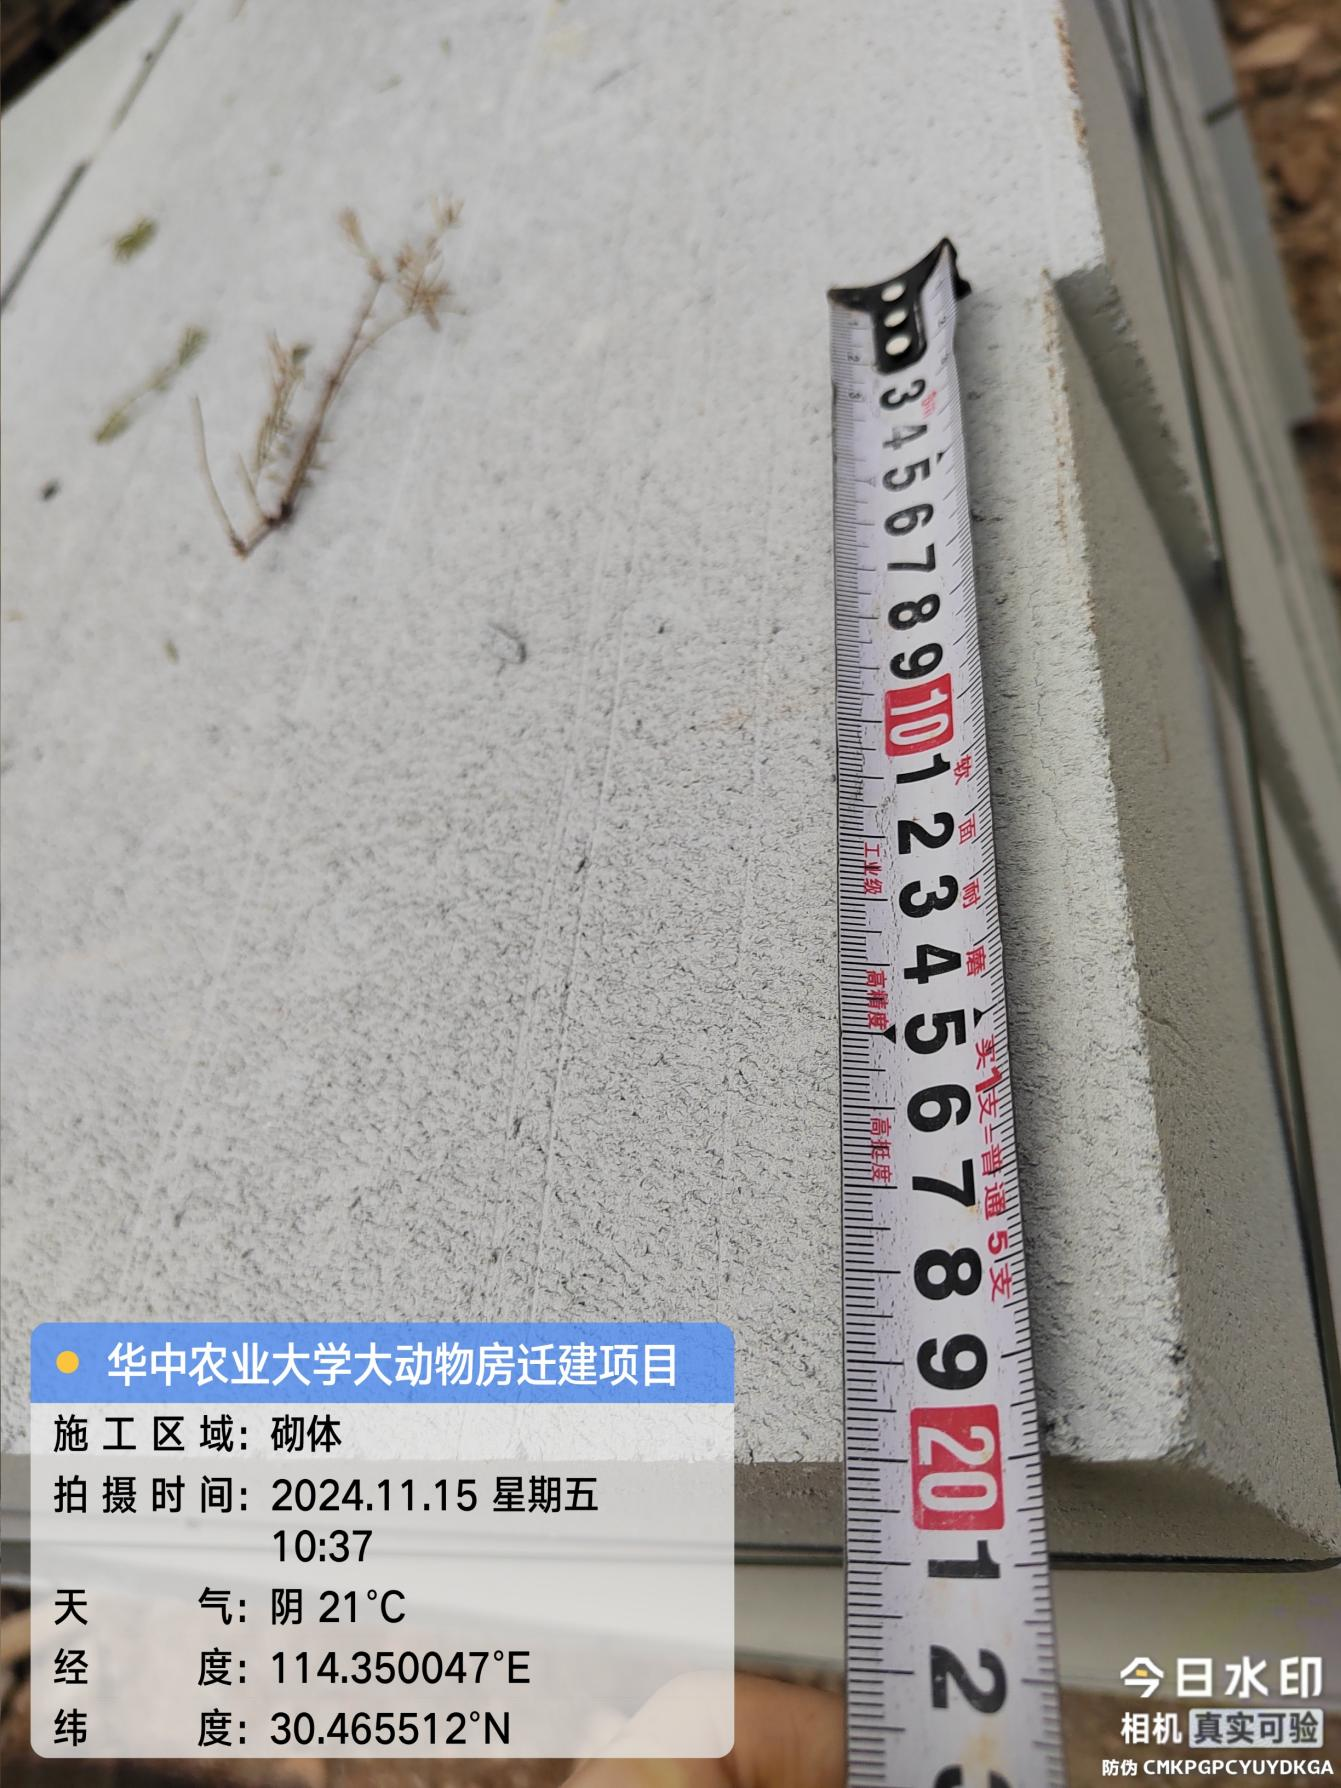 3
4
5
6
7
8
9
10
1
2
3
4
5
6
7
8
9
20
1
2
软面耐磨 买1支=普通5支
工业级 高精度 高挺度
华中农业大学大动物房迁建项目
施工区域：砌体
拍摄时间：2024.11.15 星期五
10:37
天气：阴 21°C
经度：114.350047°E
纬度：30.465512°N
今日水印
相机 真实可验
防伪 CMKPGPCYUYDKGA